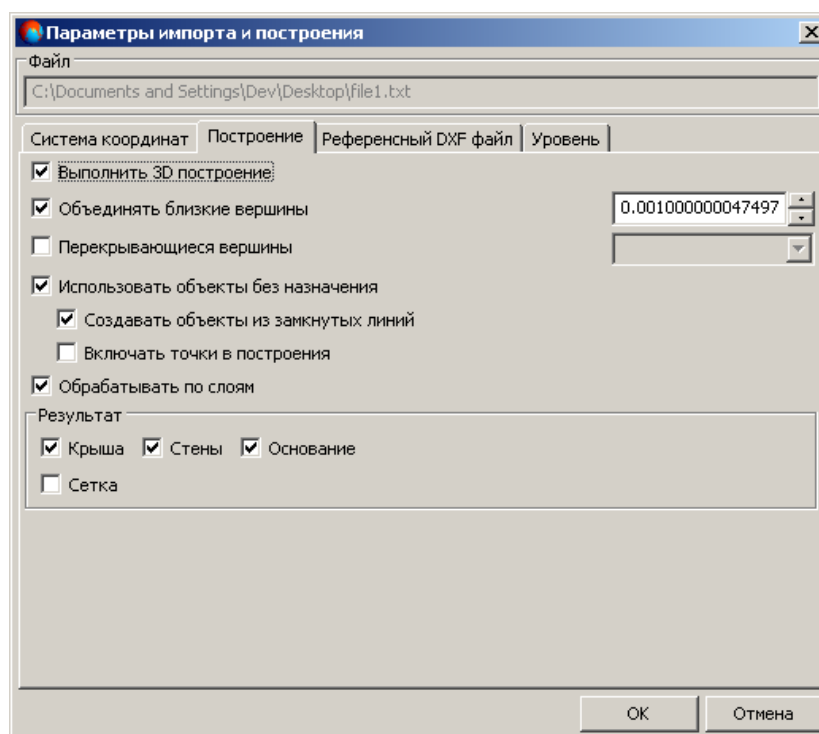 Параметры импорта и построения
Файл
C:\Documents and Settings\Dev\Desktop\file1.txt
Система координат Построение Референсный DXF файл Уровень
Выполнить 3D построение
Объединять близкие вершины 0.001000000047497
Перекрывающиеся вершины
Использовать объекты без назначения
Создавать объекты из замкнутых линий
Включать точки в построения
Обрабатывать по слоям
Результат
Крыша Стены Основание
Сетка
OK Отмена